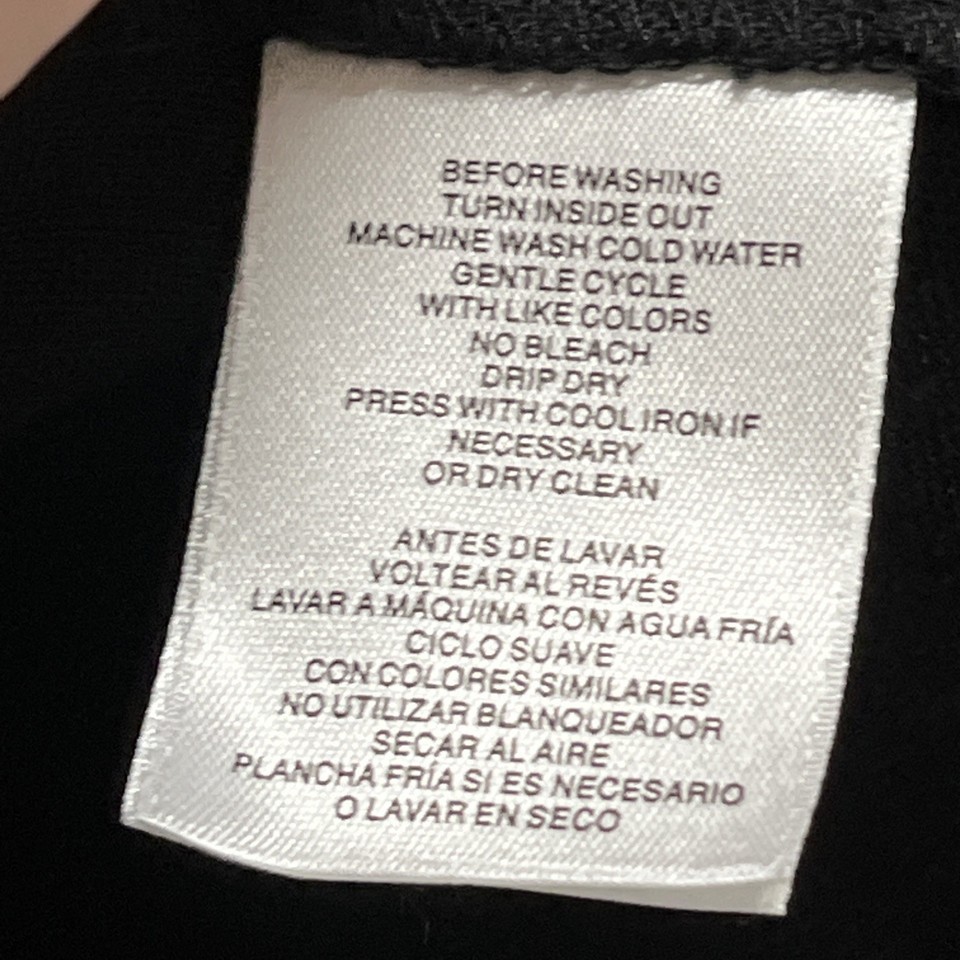 BEFORE WASHING
TURN INSIDE OUT
MACHINE WASH COLD WATER
GENTLE CYCLE
WITH LIKE COLORS
NO BLEACH
DRIP DRY
PRESS WITH COOL IRON IF
NECESSARY
OR DRY CLEAN
ANTES DE LAVAR
VOLTEAR AL REVÉS
LAVAR A MÁQUINA CON AGUA FRÍA
CICLO SUAVE
CON COLORES SIMILARES
NO UTILIZAR BLANQUEADOR
SECAR AL AIRE
PLANCHA FRÍA SI ES NECESARIO
O LAVAR EN SECO